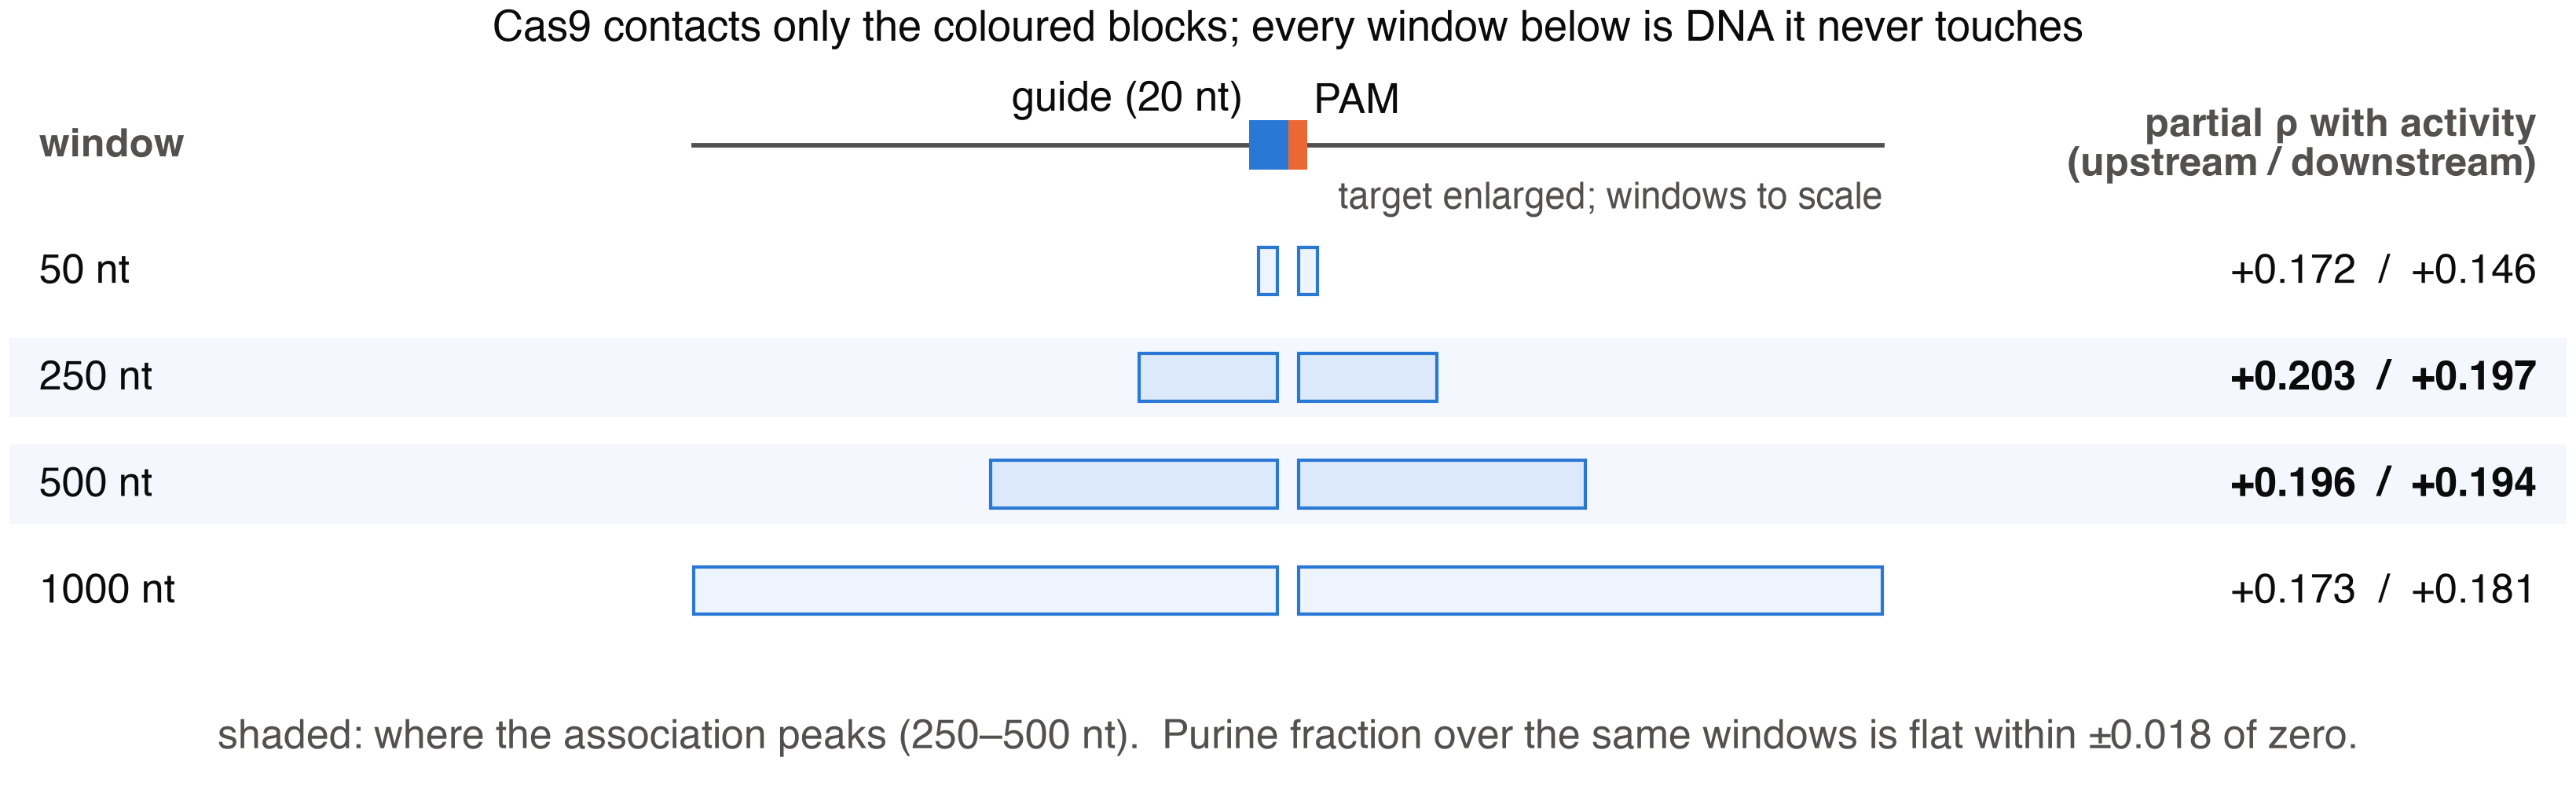 Cas9 contacts only the coloured blocks; every window below is DNA it never touches
guide (20 nt)
PAM
window
partial ρ with activity
(upstream / downstream)
target enlarged; windows to scale
50 nt
+0.172 / +0.146
250 nt
+0.203 / +0.197
500 nt
+0.196 / +0.194
1000 nt
+0.173 / +0.181
shaded: where the association peaks (250–500 nt). Purine fraction over the same windows is flat within ±0.018 of zero.